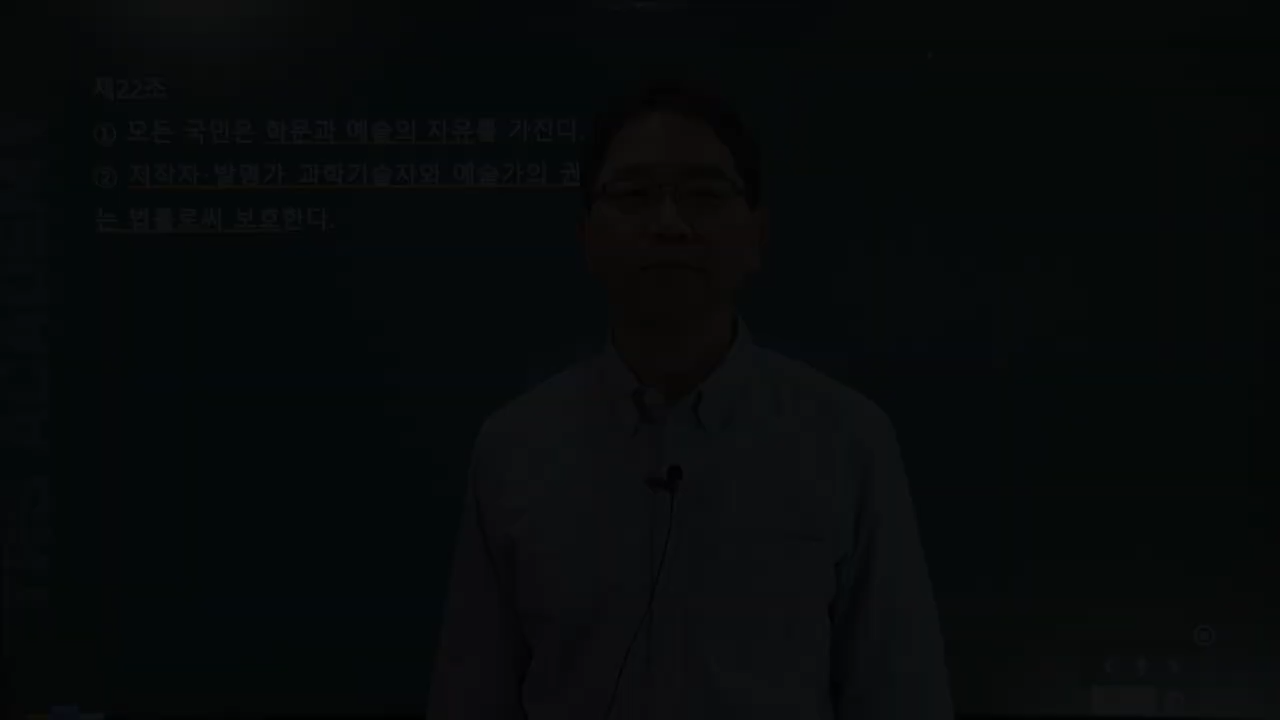 제22조
① 모든 국민은 학문과 예술의 자유를 가진다.
② 저작자·발명가 과학기술자와 예술가의 권
는 법률로써 보호한다.